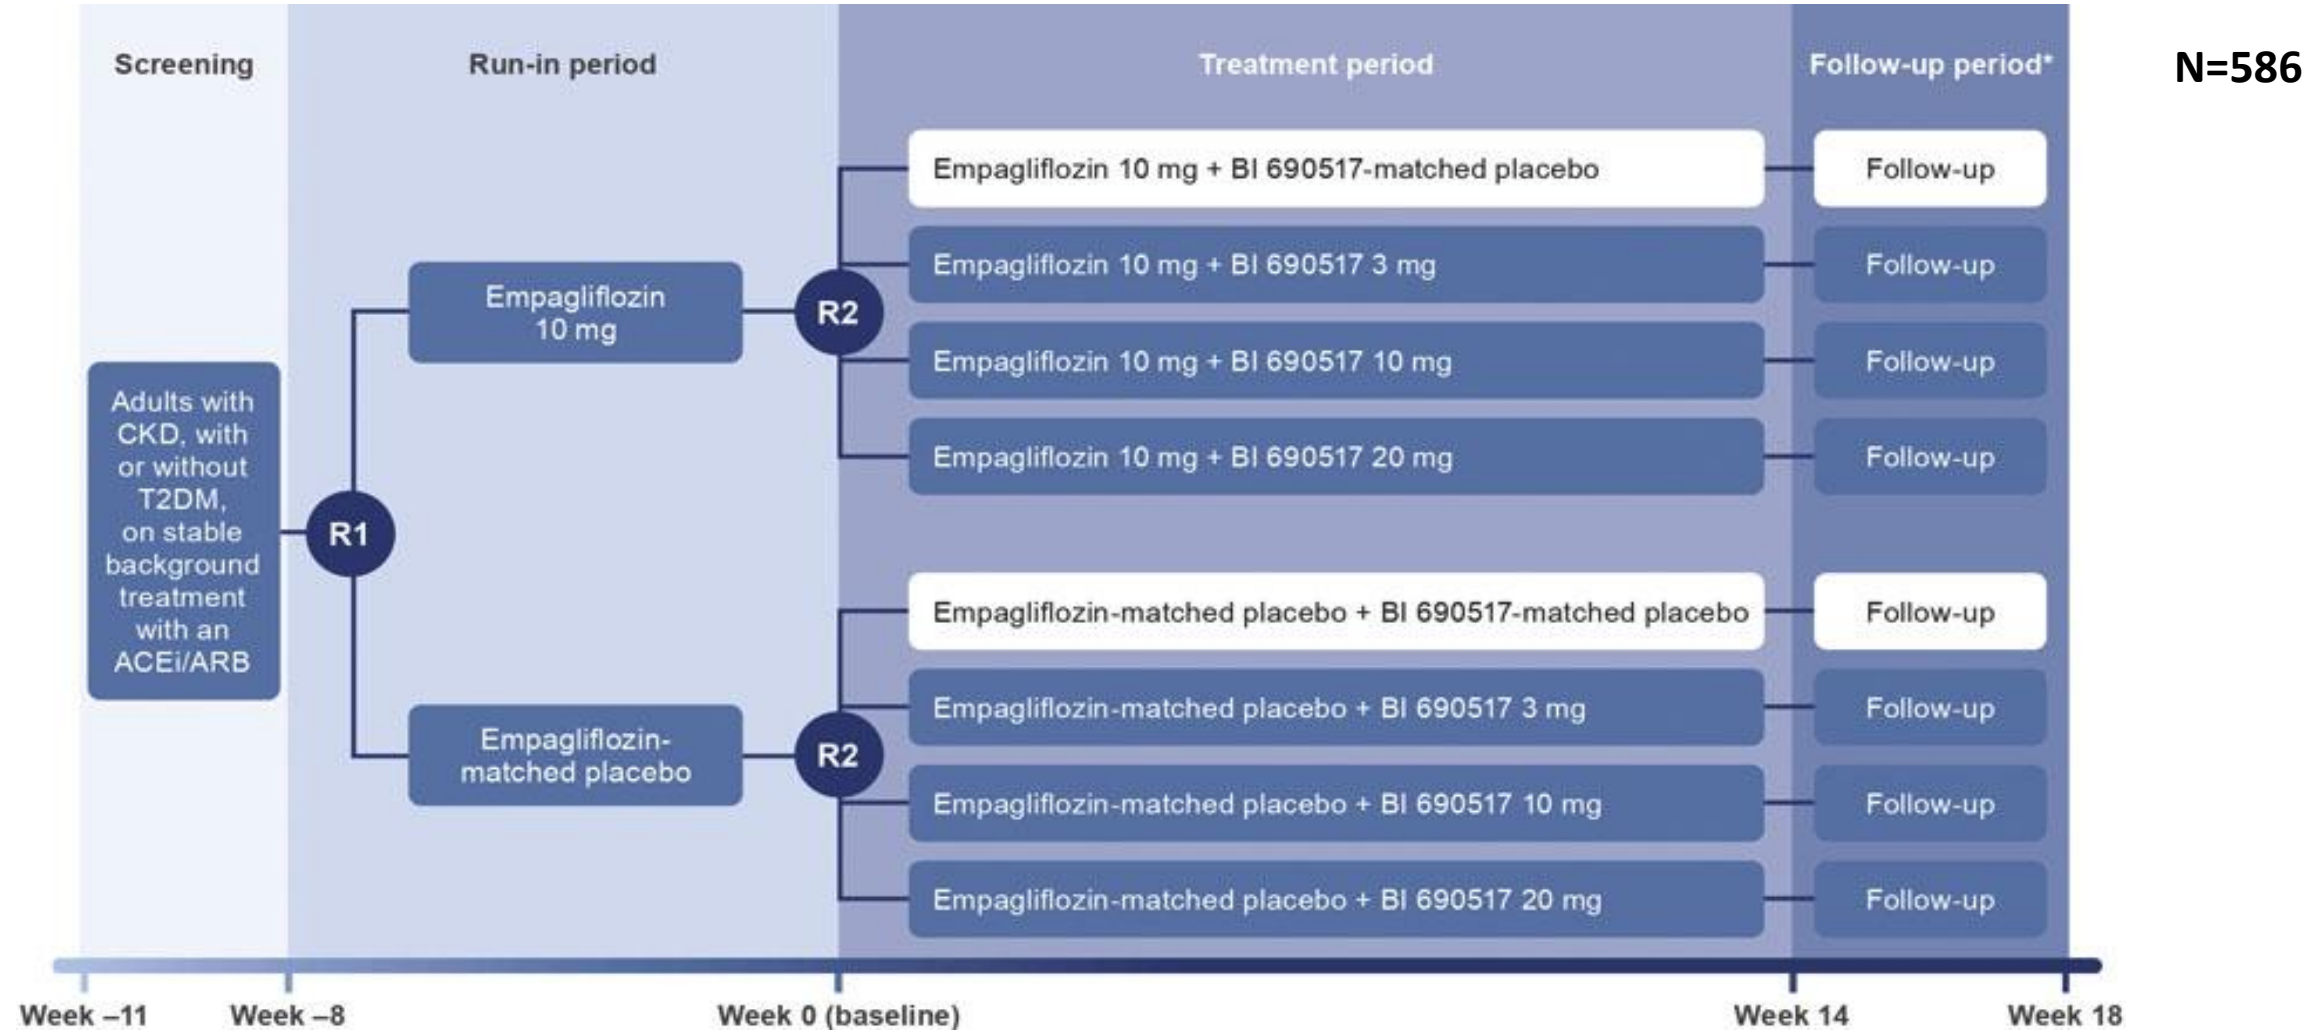 Screening
Run-in period
Treatment period
Follow-up period*
N=586
Adults with
CKD, with
or without
T2DM,
on stable
background
treatment
with an
ACEi/ARB
R1
Empagliflozin
10 mg
R2
Empagliflozin 10 mg + BI 690517-matched placebo
Follow-up
Empagliflozin 10 mg + BI 690517 3 mg
Follow-up
Empagliflozin 10 mg + BI 690517 10 mg
Follow-up
Empagliflozin 10 mg + BI 690517 20 mg
Follow-up
Empagliflozin-
matched placebo
R2
Empagliflozin-matched placebo + BI 690517-matched placebo
Follow-up
Empagliflozin-matched placebo + BI 690517 3 mg
Follow-up
Empagliflozin-matched placebo + BI 690517 10 mg
Follow-up
Empagliflozin-matched placebo + BI 690517 20 mg
Follow-up
Week –11
Week –8
Week 0 (baseline)
Week 14
Week 18